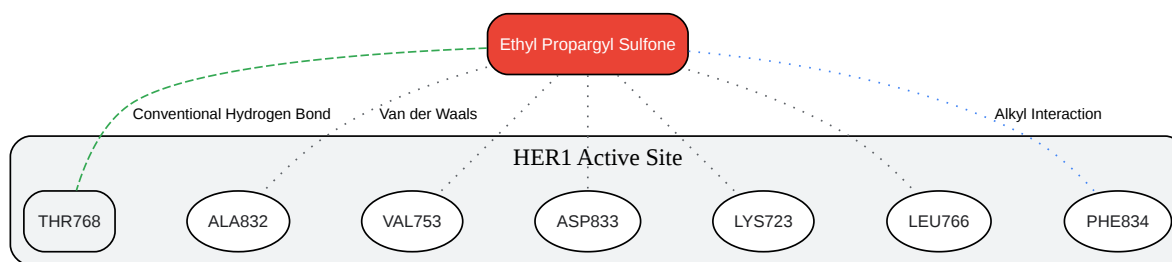 Ethyl Propargyl Sulfone
Conventional Hydrogen Bond
Van der Waals
Alkyl Interaction
HER1 Active Site
THR768
ALA832
VAL753
ASP833
LYS723
LEU766
PHE834